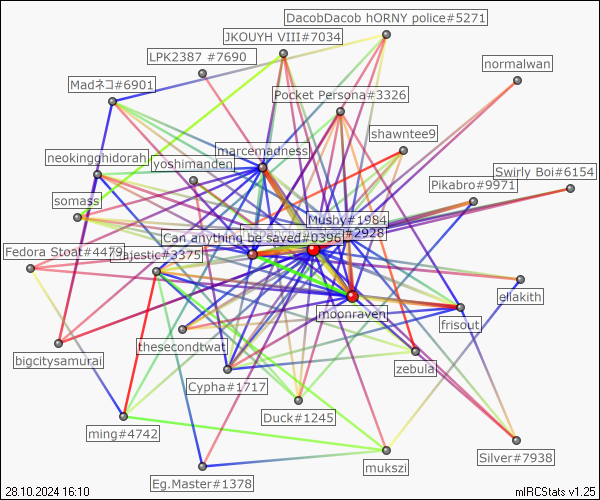 DacobDacob hORNY police#5271
JKOUYH VIII#7034
LPK2387 #7690
normalwan
Madネコ#6901
Pocket Persona#3326
shawntee9
marcemadness
neokingghidorah
yoshimanden
Swirly Boi#6154
Pikabro#9971
somass
Mushy#1984
#2928
Can anything be saved#0396
Fedora Stoat#4479
Sajestic#3375
ellakith
moonraven
frisout
thesecondtwat
bigcitysamurai
zebula
Cypha#1717
Duck#1245
ming#4742
Silver#7938
mukszi
Eg.Master#1378
28.10.2024 16:10
mIRCStats v1.25